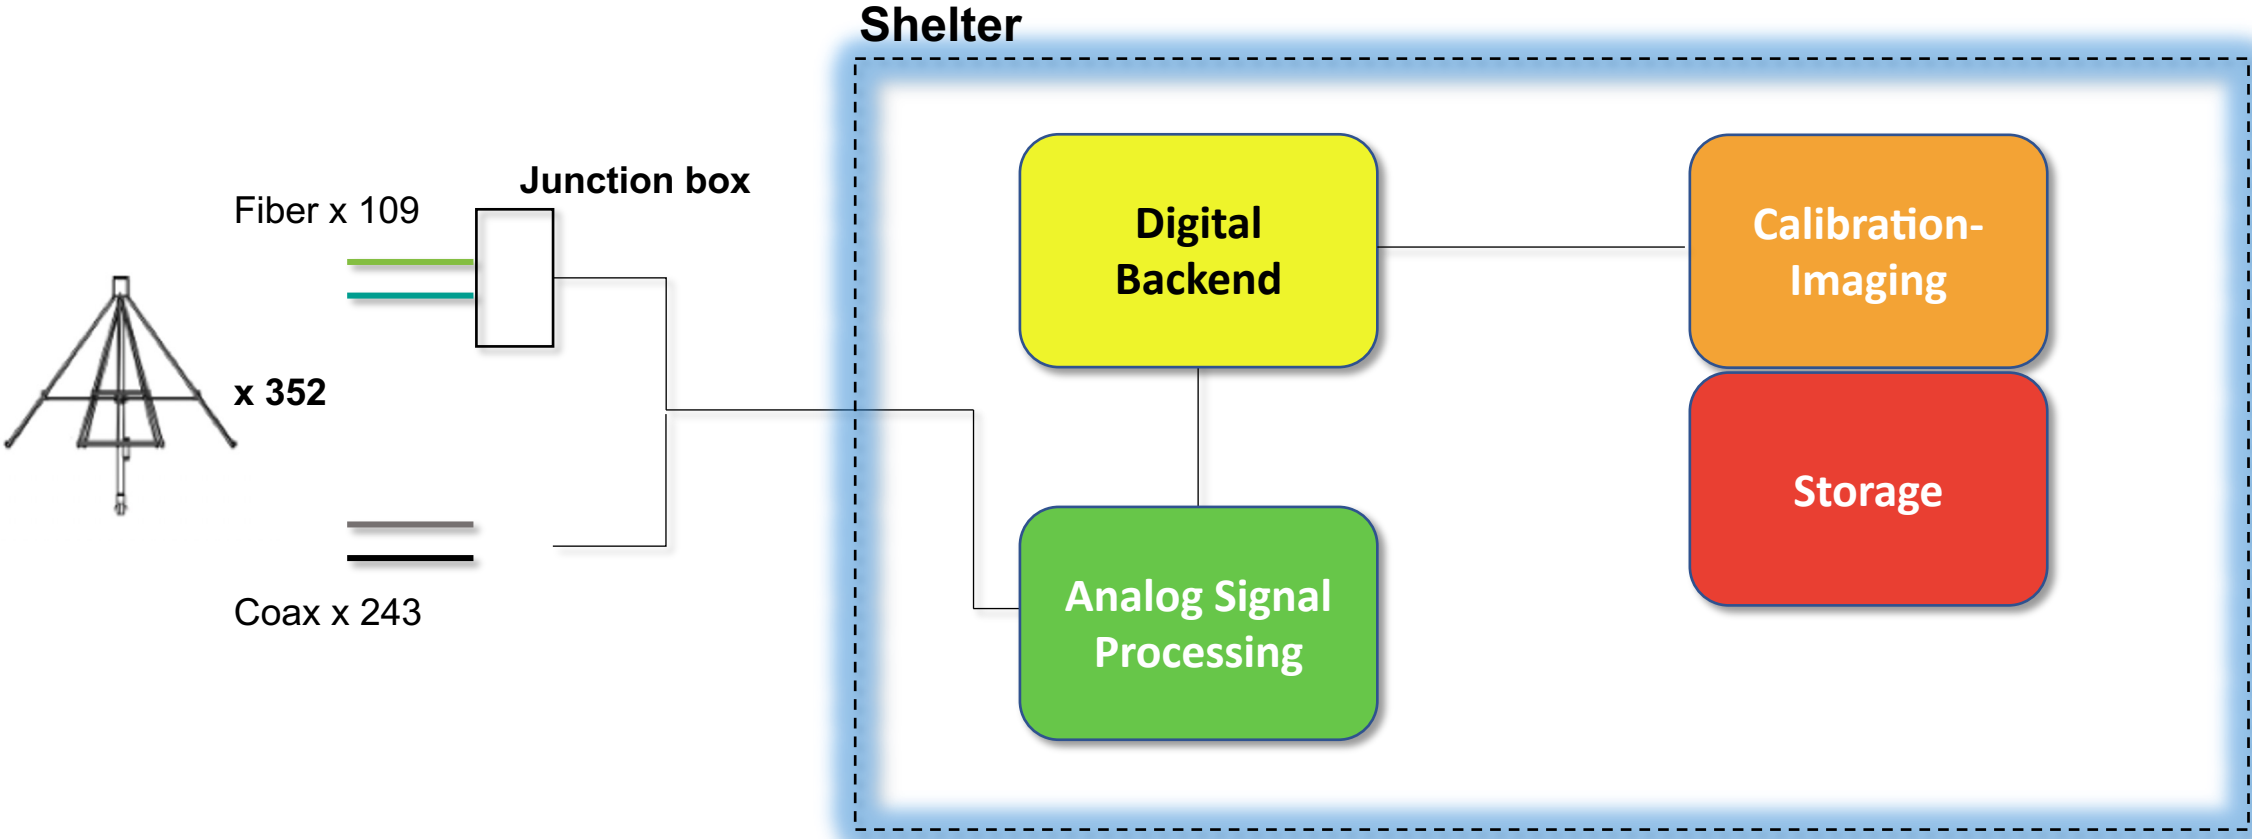 Shelter
Junction box
Fiber x 109
x 352
Coax x 243
Digital
Backend
Calibration-
Imaging
Storage
Analog Signal
Processing